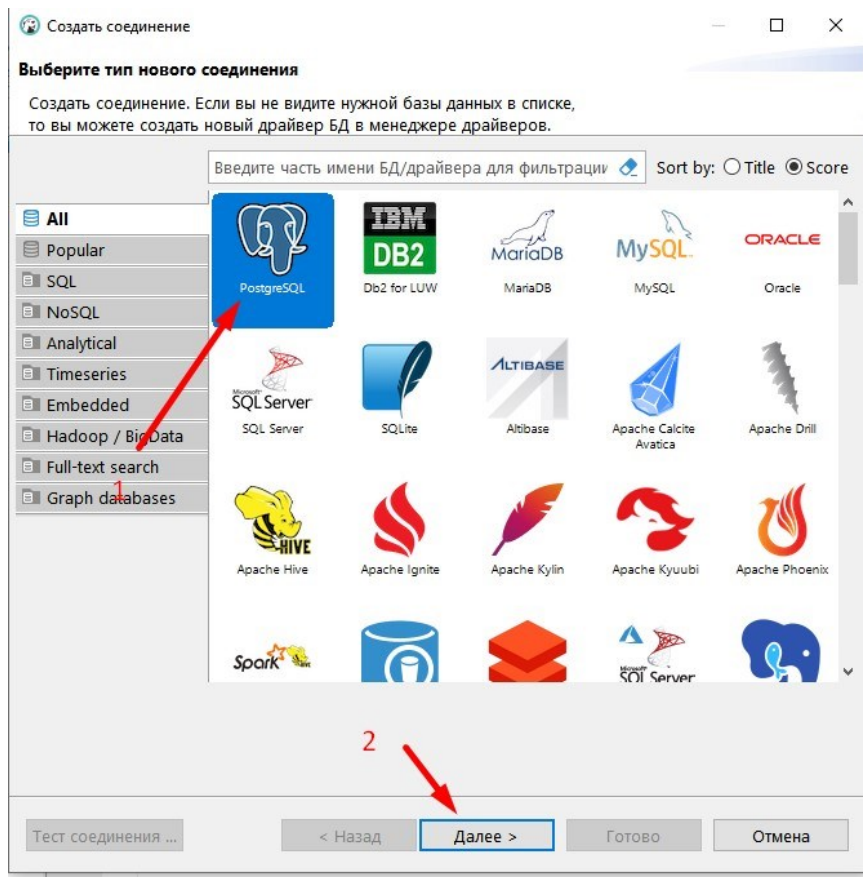 Создать соединение
Выберите тип нового соединения
Создать соединение. Если вы не видите нужной базы данных в списке,
то вы можете создать новый драйвер БД в менеджере драйверов.
Введите часть имени БД/драйвера для фильтрации Sort by: Title Score
All
Popular
SQL
NoSQL
Analytical
Timeseries
Embedded
Hadoop / BigData
Full-text search
Graph databases
1
IBM
DB2
MariaDB
MySQL
ORACLE
PostgreSQL
Db2 for LUW
MariaDB
MySQL
Oracle
Microsoft
SQL Server
ALTIBASE
SQL Server
SQLite
Altibase
Apache Calcite
Avatica
Apache Drill
HIVE
Apache Hive
Apache Ignite
Apache Kylin
Apache Kyuubi
Apache Phoenix
Spark
Microsoft
SQL Server
2
Тест соединения ...
< Назад
Далее >
Готово
Отмена